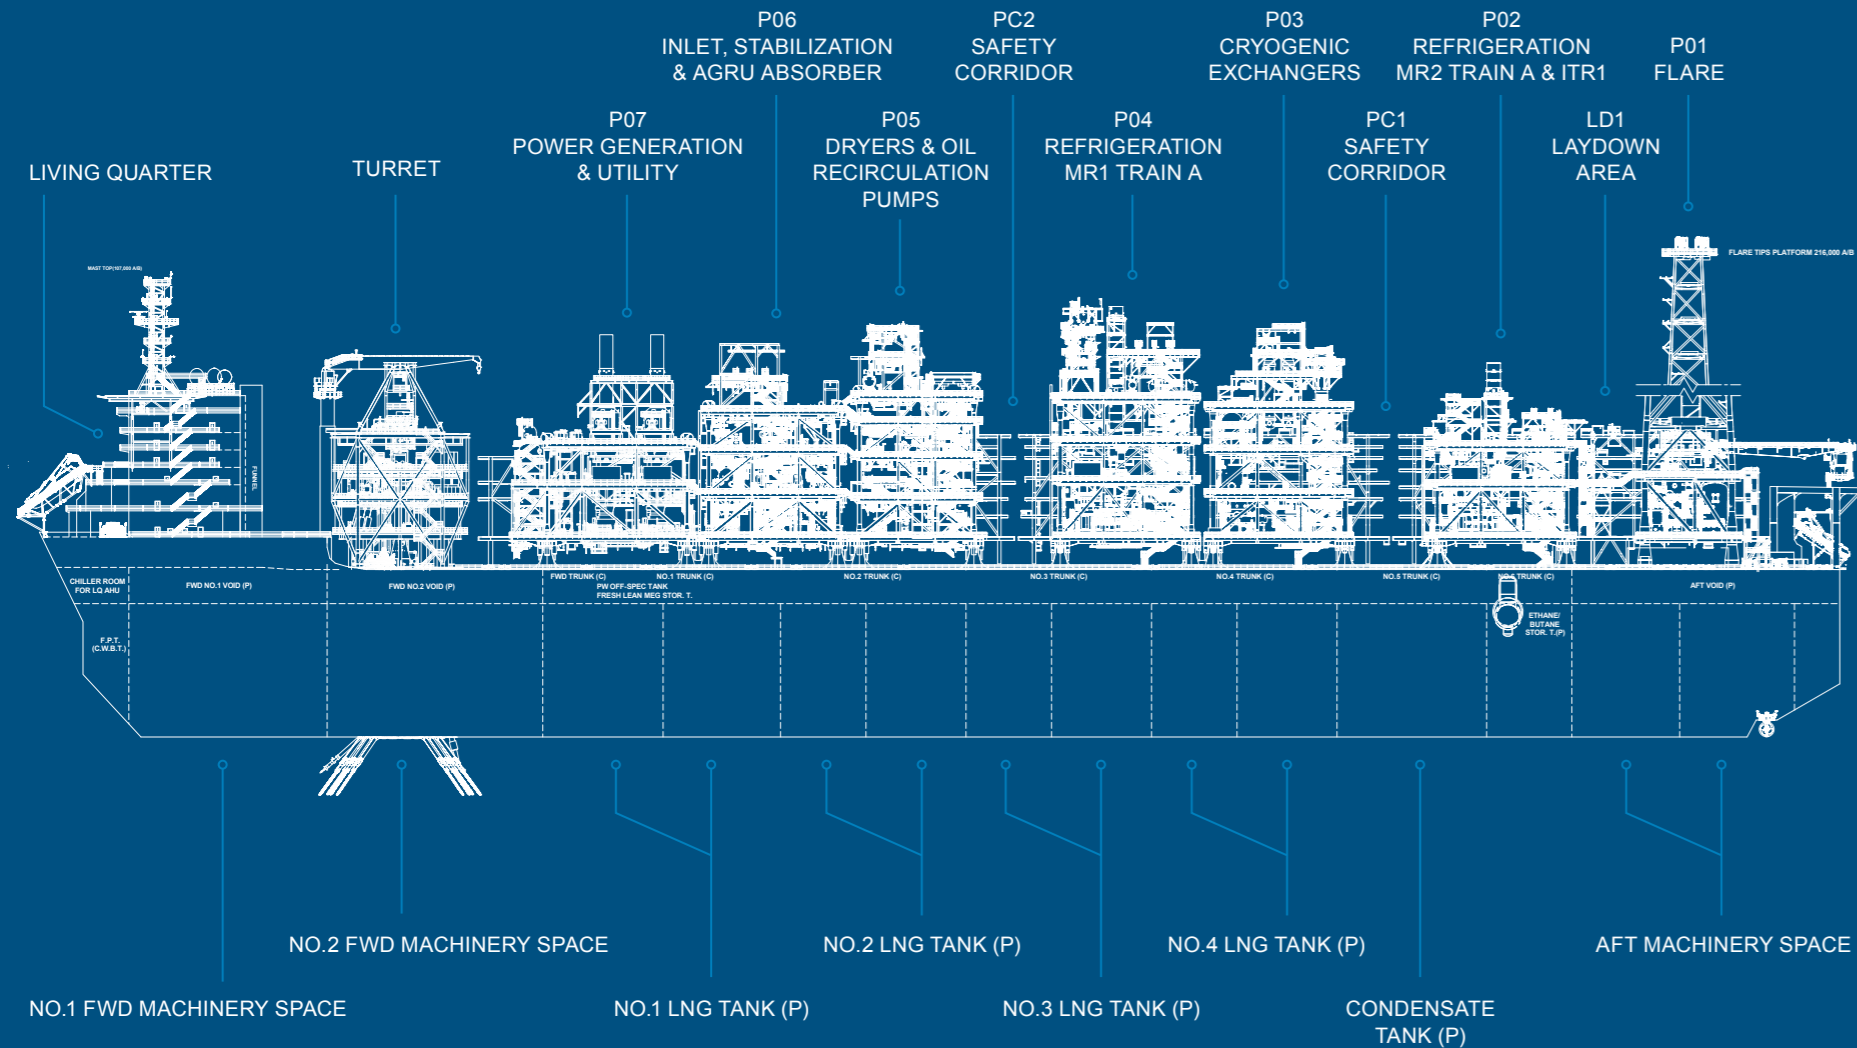 P06
INLET, STABILIZATION
& AGRU ABSORBER
PC2
SAFETY
CORRIDOR
P03
CRYOGENIC
EXCHANGERS
P02
REFRIGERATION
MR2 TRAIN A & ITR1
P01
FLARE
LIVING QUARTER
TURRET
P07
POWER GENERATION
& UTILITY
P05
DRYERS & OIL
RECIRCULATION
PUMPS
P04
REFRIGERATION
MR1 TRAIN A
PC1
SAFETY
CORRIDOR
LD1
LAYDOWN
AREA
MAST TOP(107,000 A/B)
FLARE TIPS PLATFORM 216,000 A/B
FUNNEL
CHILLER ROOM
FOR LQ AHU
FWD NO.1 VOID (P)
FWD NO.2 VOID (P)
FWD TRUNK (C)
PW OFF-SPEC TANK
FRESH LEAN MEG STOR. T.
NO.1 TRUNK (C)
NO.2 TRUNK (C)
NO.3 TRUNK (C)
NO.4 TRUNK (C)
NO.5 TRUNK (C)
NO.6 TRUNK (C)
AFT VOID (P)
F.P.T.
(C.W.B.T.)
ETHANE/
BUTANE
STOR. T.(P)
NO.2 FWD MACHINERY SPACE
NO.2 LNG TANK (P)
NO.4 LNG TANK (P)
AFT MACHINERY SPACE
NO.1 FWD MACHINERY SPACE
NO.1 LNG TANK (P)
NO.3 LNG TANK (P)
CONDENSATE
TANK (P)